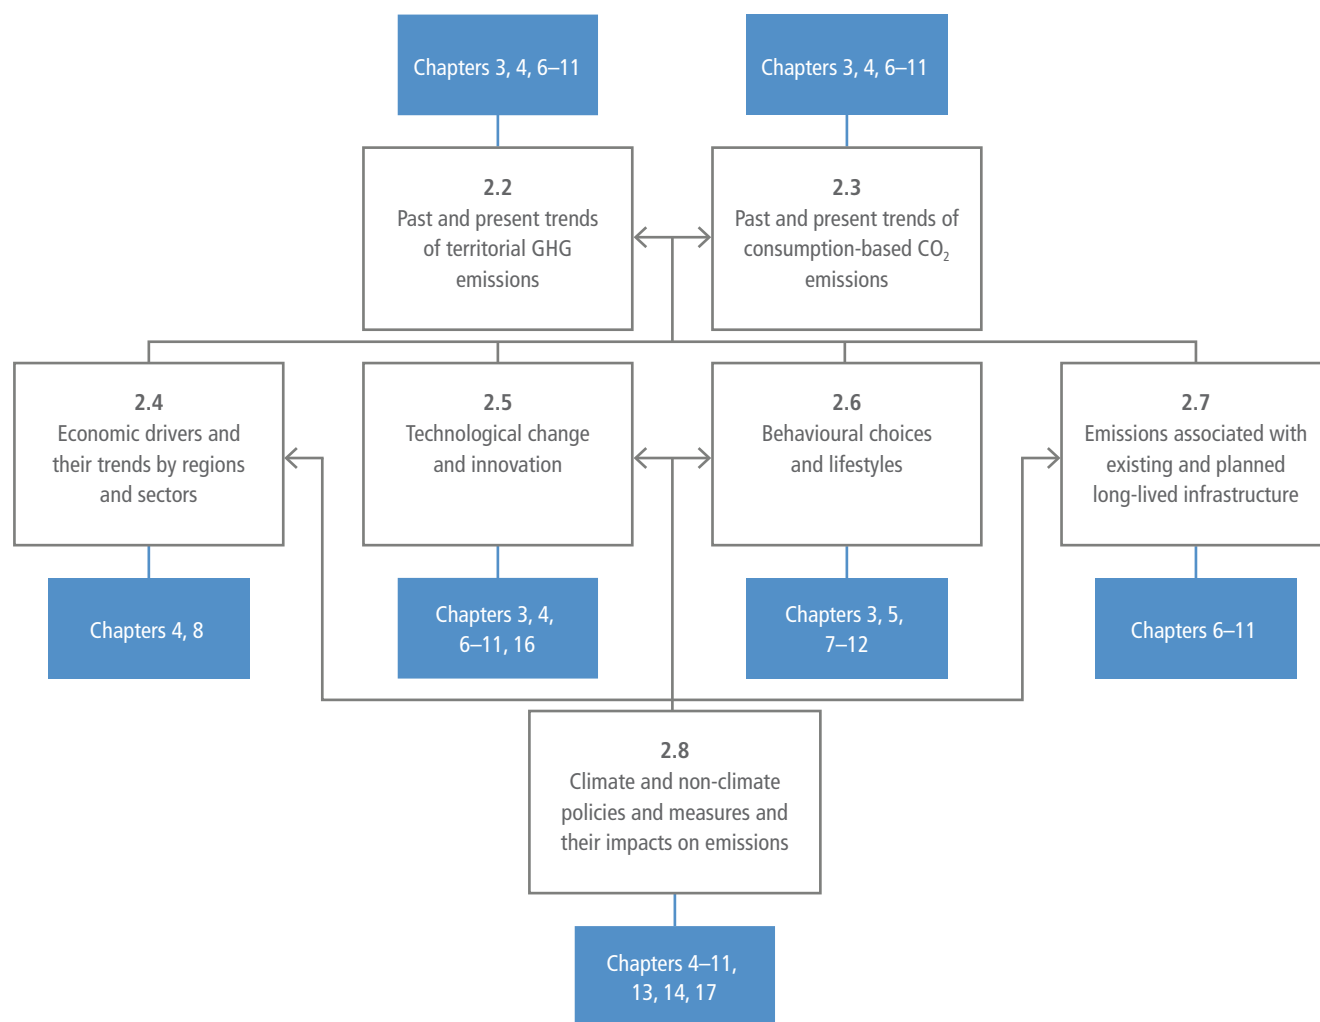 Chapters 3, 4, 6–11
Chapters 3, 4, 6–11
2.2
Past and present trends
of territorial GHG
emissions
2.3
Past and present trends of
consumption-based CO₂
emissions
2.4
Economic drivers and
their trends by regions
and sectors
2.5
Technological change
and innovation
2.6
Behavioural choices
and lifestyles
2.7
Emissions associated with
existing and planned
long-lived infrastructure
Chapters 4, 8
Chapters 3, 4,
6–11, 16
Chapters 3, 5,
7–12
Chapters 6–11
2.8
Climate and non-climate
policies and measures and
their impacts on emissions
Chapters 4–11,
13, 14, 17